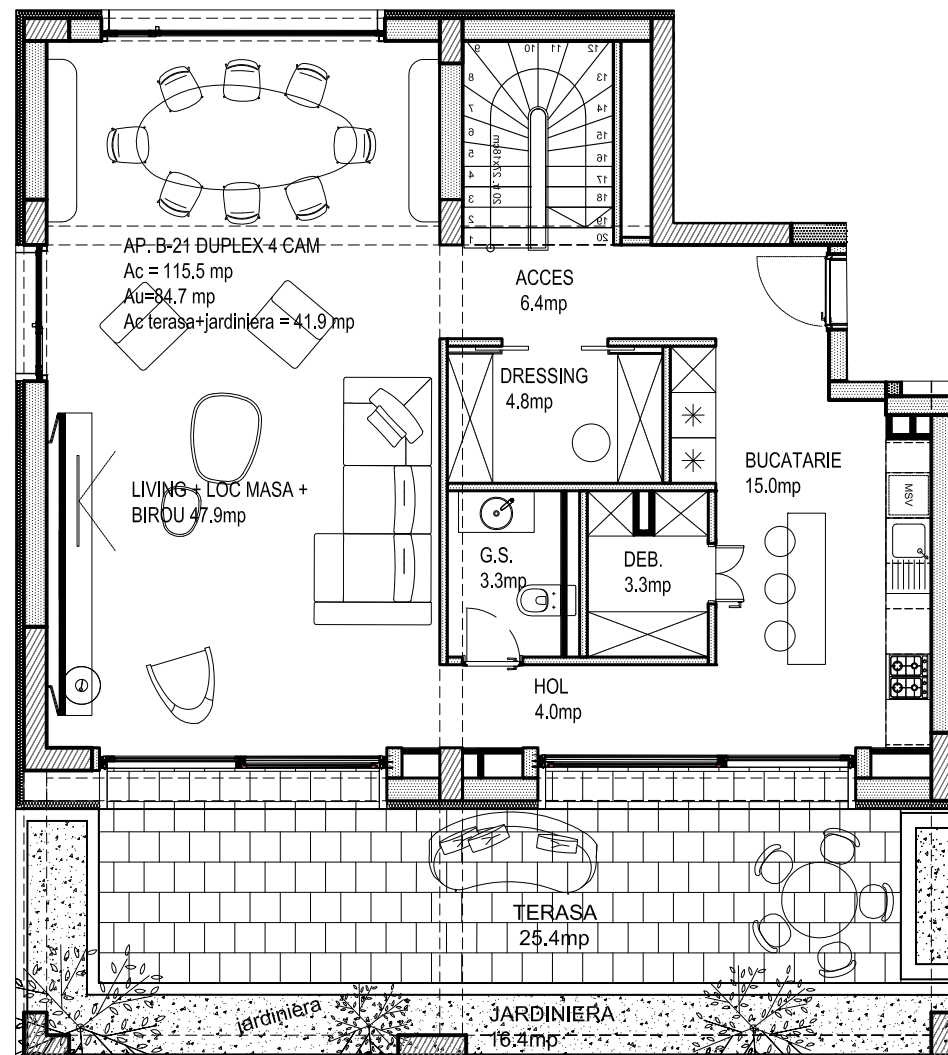 9 10 11 12
8 13
7 14
6 15
5 16
4 17
3 18
2 19
1 20
20 tr. 27x18cm
AP. B-21 DUPLEX 4 CAM
Ac = 115.5 mp
Au=84.7 mp
Ac terasa+jardiniera = 41.9 mp
ACCES
6.4mp
DRESSING
4.8mp
BUCATARIE
15.0mp
MSV
LIVING + LOC MASA +
BIROU 47.9mp
G.S.
3.3mp
DEB.
3.3mp
HOL
4.0mp
TERASA
25.4mp
jardiniera
JARDINIERA
16.4mp